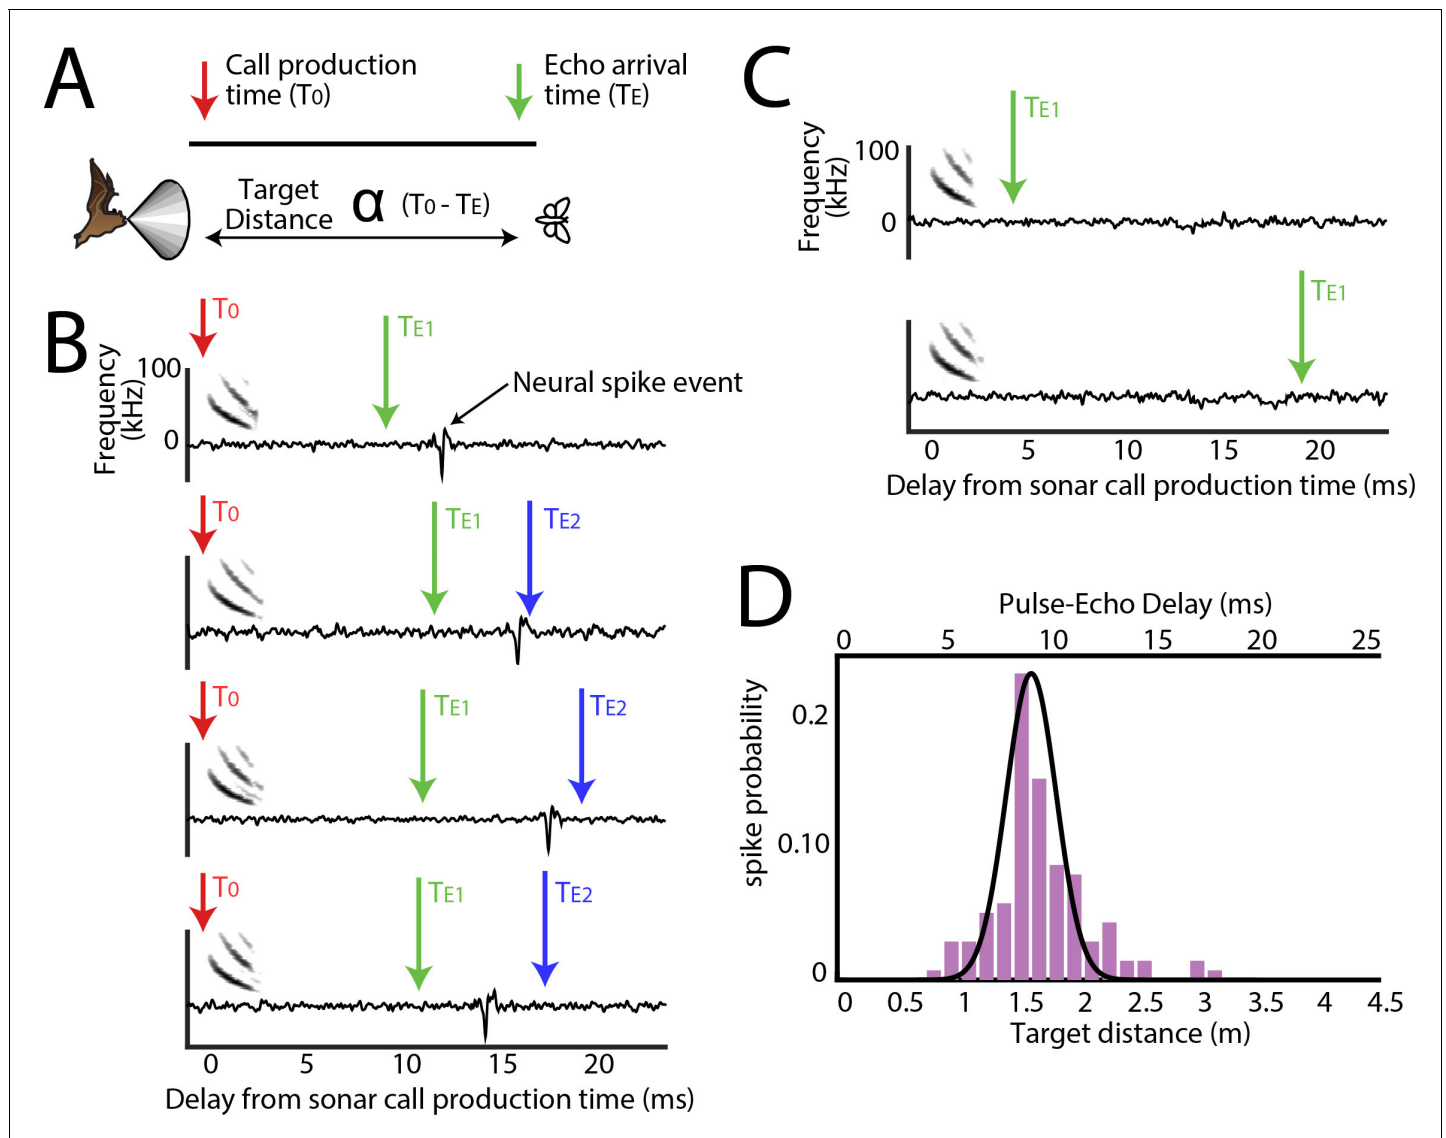 A
Call production
time (T0)
Echo arrival
time (TE)
Target
Distance
α (T0 - TE)
B
T0
TE1
Frequency
(kHz)
100
0
Neural spike event
T0
TE1
TE2
T0
TE1
TE2
T0
TE1
TE2
0 5 10 15 20
Delay from sonar call production time (ms)
C
TE1
Frequency
(kHz)
100
0
TE1
0 5 10 15 20
Delay from sonar call production time (ms)
D
Pulse-Echo Delay (ms)
0 5 10 15 20 25
spike probability
0.2
0.10
0
0 0.5 1 1.5 2 2.5 3 3.5 4 4.5
Target distance (m)